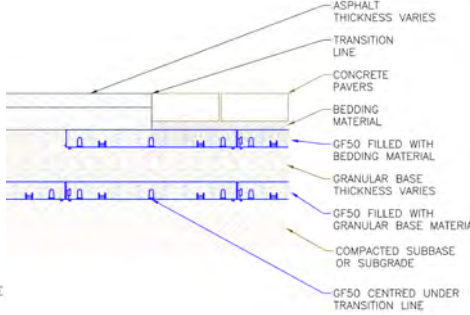 ASPHALT
THICKNESS VARIES
TRANSITION
LINE
CONCRETE
PAVERS
BEDDING
MATERIAL
GF50 FILLED WITH
BEDDING MATERIAL
GRANULAR BASE
THICKNESS VARIES
GF50 FILLED WITH
GRANULAR BASE MATERIA
COMPACTED SUBBASE
OR SUBGRADE
GF50 CENTRED UNDER
TRANSITION LINE